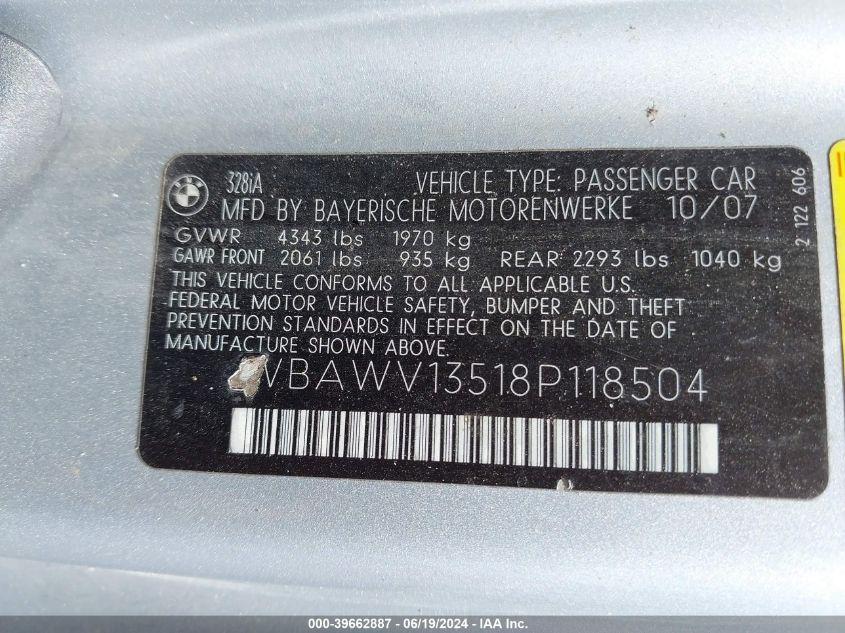 BMW
328iA VEHICLE TYPE: PASSENGER CAR
MFD BY BAYERISCHE MOTORENWERKE 10/07
GVWR 4343 lbs 1970 kg
GAWR FRONT 2061 lbs 935 kg REAR 2293 lbs 1040 kg
THIS VEHICLE CONFORMS TO ALL APPLICABLE U.S.
FEDERAL MOTOR VEHICLE SAFETY, BUMPER AND THEFT
PREVENTION STANDARDS IN EFFECT ON THE DATE OF
MANUFACTURE SHOWN ABOVE.
WBAWV13518P118504
2 122 606
000-39662887 - 06/19/2024 - IAA Inc.